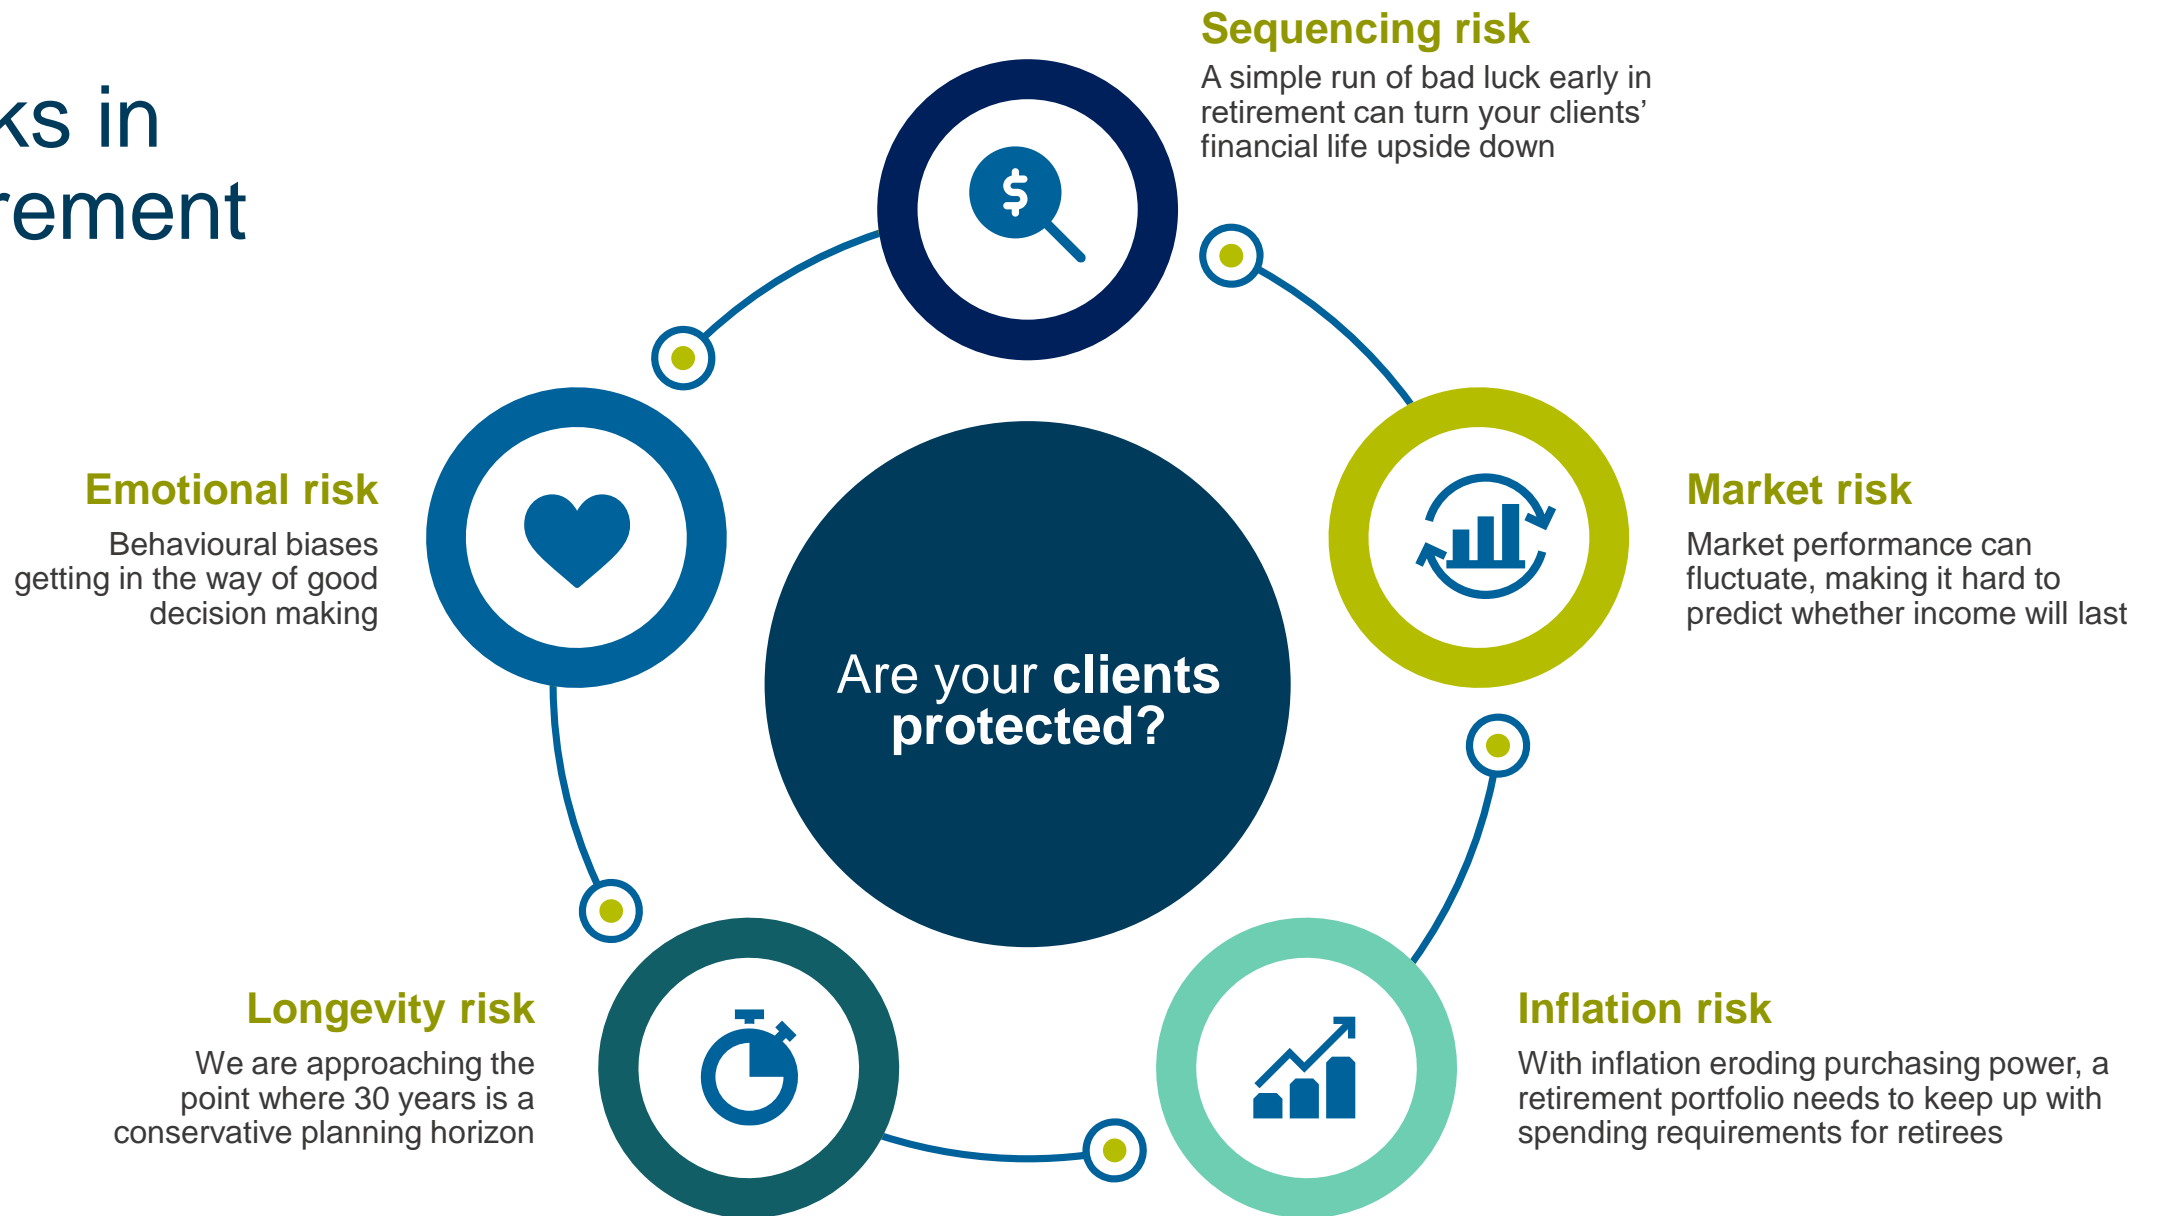 ks in
rement
Sequencing risk
A simple run of bad luck early in
retirement can turn your clients’
financial life upside down
$
Emotional risk
Behavioural biases
getting in the way of good
decision making
Market risk
Market performance can
fluctuate, making it hard to
predict whether income will last
Are your clients
protected?
Longevity risk
We are approaching the
point where 30 years is a
conservative planning horizon
Inflation risk
With inflation eroding purchasing power, a
retirement portfolio needs to keep up with
spending requirements for retirees